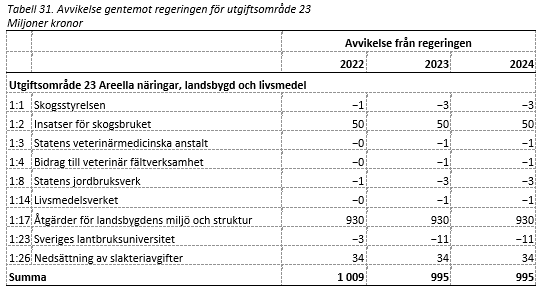 Tabell 31. Avvikelse gentemot regeringen för utgiftsområde 23
Miljoner kronor
Avvikelse från regeringen
2022 2023 2024
Utgiftsområde 23 Areella näringar, landsbygd och livsmedel
1:1 Skogsstyrelsen −1 −3 −3
1:2 Insatser för skogsbruket 50 50 50
1:3 Statens veterinärmedicinska anstalt −0 −1 −1
1:4 Bidrag till veterinär fältverksamhet −0 −1 −1
1:8 Statens jordbruksverk −1 −3 −3
1:14 Livsmedelsverket −0 −1 −1
1:17 Åtgärder för landsbygdens miljö och struktur 930 930 930
1:23 Sveriges lantbruksuniversitet −3 −11 −11
1:26 Nedsättning av slakteriavgifter 34 34 34
Summa 1 009 995 995